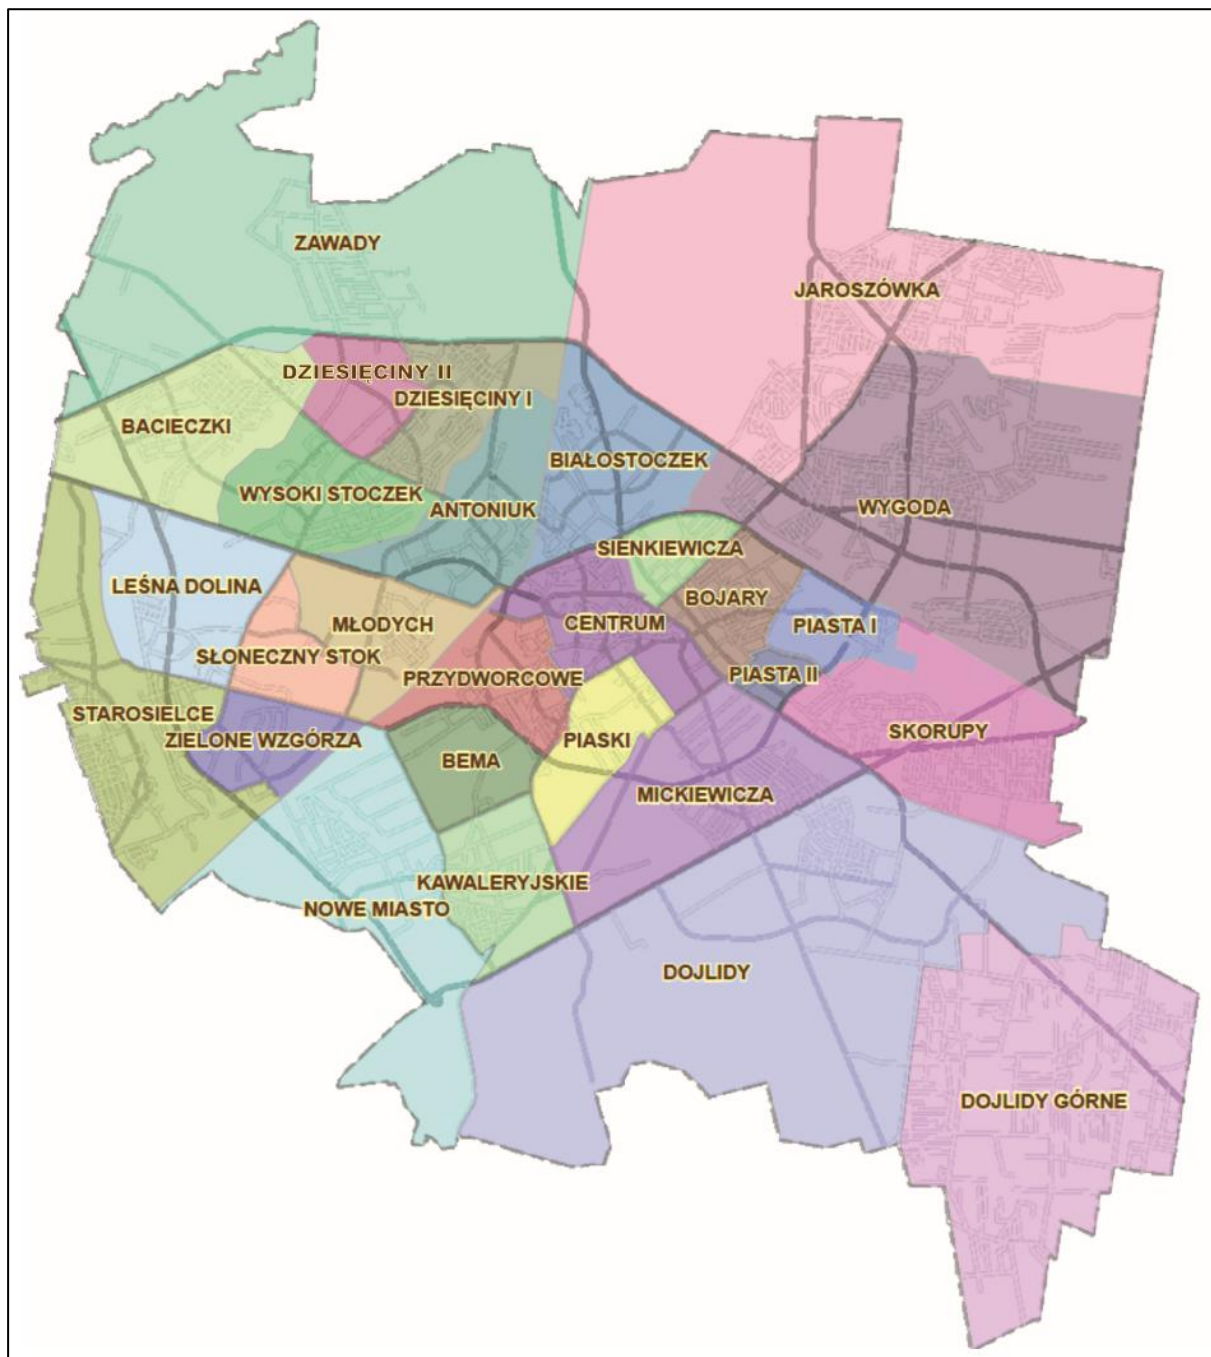 ZAWADY
JAROSZÓWKA
DZIESIĘCINY II
DZIESIĘCINY I
BACIECZKI
BIAŁOSTOCZEK
WYSOKI STOCZEK
ANTONIUK
WYGODA
SIENKIEWICZA
LEŚNA DOLINA
BOJARY
MŁODYCH
CENTRUM
PIASTA I
SŁONECZNY STOK
PRZYDWORCOWE
PIASTA II
STAROSIELCE
SKORUPY
ZIELONE WZGÓRZA
PIASKI
BEMA
MICKIEWICZA
KAWALERYJSKIE
NOWE MIASTO
DOJLIDY
DOJLIDY GÓRNE